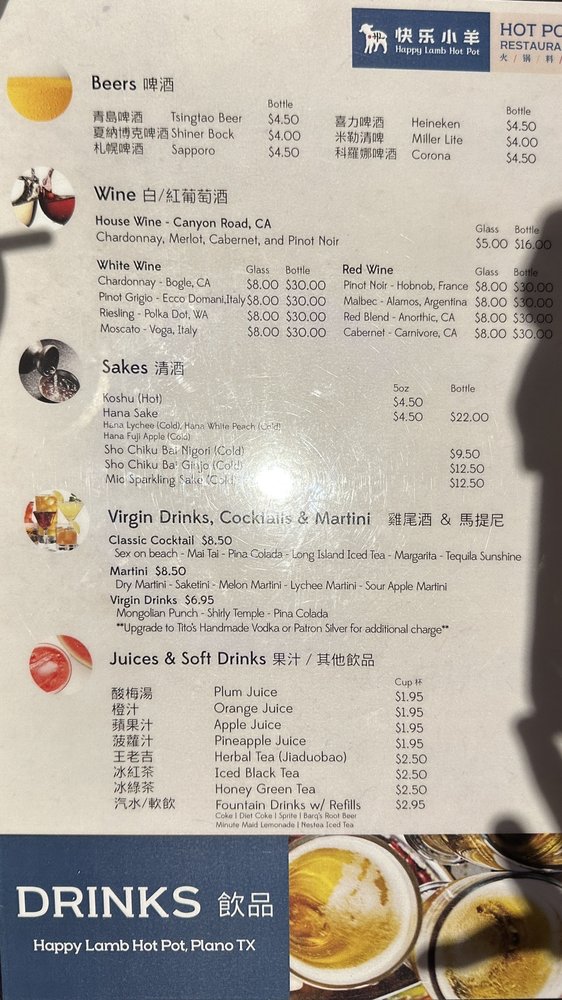 快乐小羊
Happy Lamb Hot Pot
HOT PO
RESTAURA
火 / 锅 / 料 /
Beers 啤酒
Bottle
青島啤酒 Tsingtao Beer $4.50
夏納博克啤酒 Shiner Bock $4.00
札幌啤酒 Sapporo $4.50
Bottle
喜力啤酒 Heineken $4.50
米勒清啤 Miller Lite $4.00
科羅娜啤酒 Corona $4.50
Wine 白/紅葡萄酒
House Wine - Canyon Road, CA
Glass Bottle
Chardonnay, Merlot, Cabernet, and Pinot Noir $5.00 $16.00
White Wine Glass Bottle
Chardonnay - Bogle, CA $8.00 $30.00
Pinot Grigio - Ecco Domani,Italy $8.00 $30.00
Riesling - Polka Dot, WA $8.00 $30.00
Moscato - Voga, Italy $8.00 $30.00
Red Wine Glass Bottle
Pinot Noir - Hobnob, France $8.00 $30.00
Malbec - Alamos, Argentina $8.00 $30.00
Red Blend - Anorthic, CA $8.00 $30.00
Cabernet - Carnivore, CA $8.00 $30.00
Sakes 清酒
5oz Bottle
Koshu (Hot) $4.50
Hana Sake $4.50 $22.00
Hana Lychee (Cold), Hana White Peach (Cold)
Hana Fuji Apple (Cold)
Sho Chiku Bai Nigori (Cold) $9.50
Sho Chiku Bai Ginjo (Cold) $12.50
Mio Sparkling Sake (Cold) $12.50
Virgin Drinks, Cocktails & Martini 雞尾酒 & 馬提尼
Classic Cocktail $8.50
Sex on beach - Mai Tai - Pina Colada - Long Island Iced Tea - Margarita - Tequila Sunshine
Martini $8.50
Dry Martini - Saketini - Melon Martini - Lychee Martini - Sour Apple Martini
Virgin Drinks $6.95
Mongolian Punch - Shirly Temple - Pina Colada
**Upgrade to Tito's Handmade Vodka or Patron Silver for additional charge**
Juices & Soft Drinks 果汁 / 其他飲品
Cup 杯
酸梅湯 Plum Juice $1.95
橙汁 Orange Juice $1.95
蘋果汁 Apple Juice $1.95
菠蘿汁 Pineapple Juice $1.95
王老吉 Herbal Tea (Jiaduobao) $2.50
冰紅茶 Iced Black Tea $2.50
冰綠茶 Honey Green Tea $2.50
汽水/軟飲 Fountain Drinks w/ Refills $2.95
Coke | Diet Coke | Sprite | Barq's Root Beer
Minute Maid Lemonade | Nestea Iced Tea
DRINKS 飲品
Happy Lamb Hot Pot, Plano TX